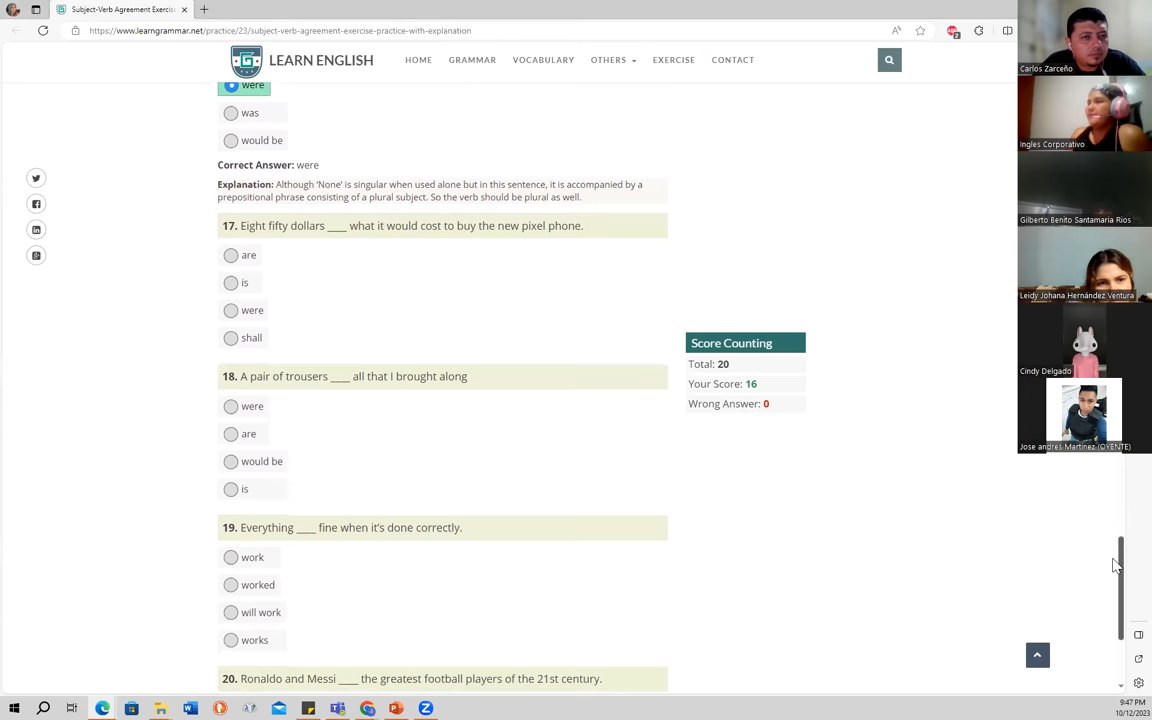 Subject-Verb Agreement Exercis
https://www.learngrammar.net/practice/23/subject-verb-agreement-exercise-practice-with-explanation
LEARN ENGLISH
HOME
GRAMMAR
VOCABULARY
OTHERS
EXERCISE
CONTACT
were
was
would be
Correct Answer: were
Explanation: Although ‘None’ is singular when used alone but in this sentence, it is accompanied by a
prepositional phrase consisting of a plural subject. So the verb should be plural as well.
17. Eight fifty dollars ____ what it would cost to buy the new pixel phone.
are
is
were
shall
18. A pair of trousers ____ all that I brought along
were
are
would be
is
19. Everything ____ fine when it’s done correctly.
work
worked
will work
works
20. Ronaldo and Messi ____ the greatest football players of the 21st century.
Score Counting
Total: 20
Your Score: 16
Wrong Answer: 0
Carlos Zarceño
Ingles Corporativo
Gilberto Benito Santamaria Rios
Leidy Johana Hernández Ventura
Cindy Delgado
Jose andres Martinez (OYENTE)
9:47 PM
10/12/2023